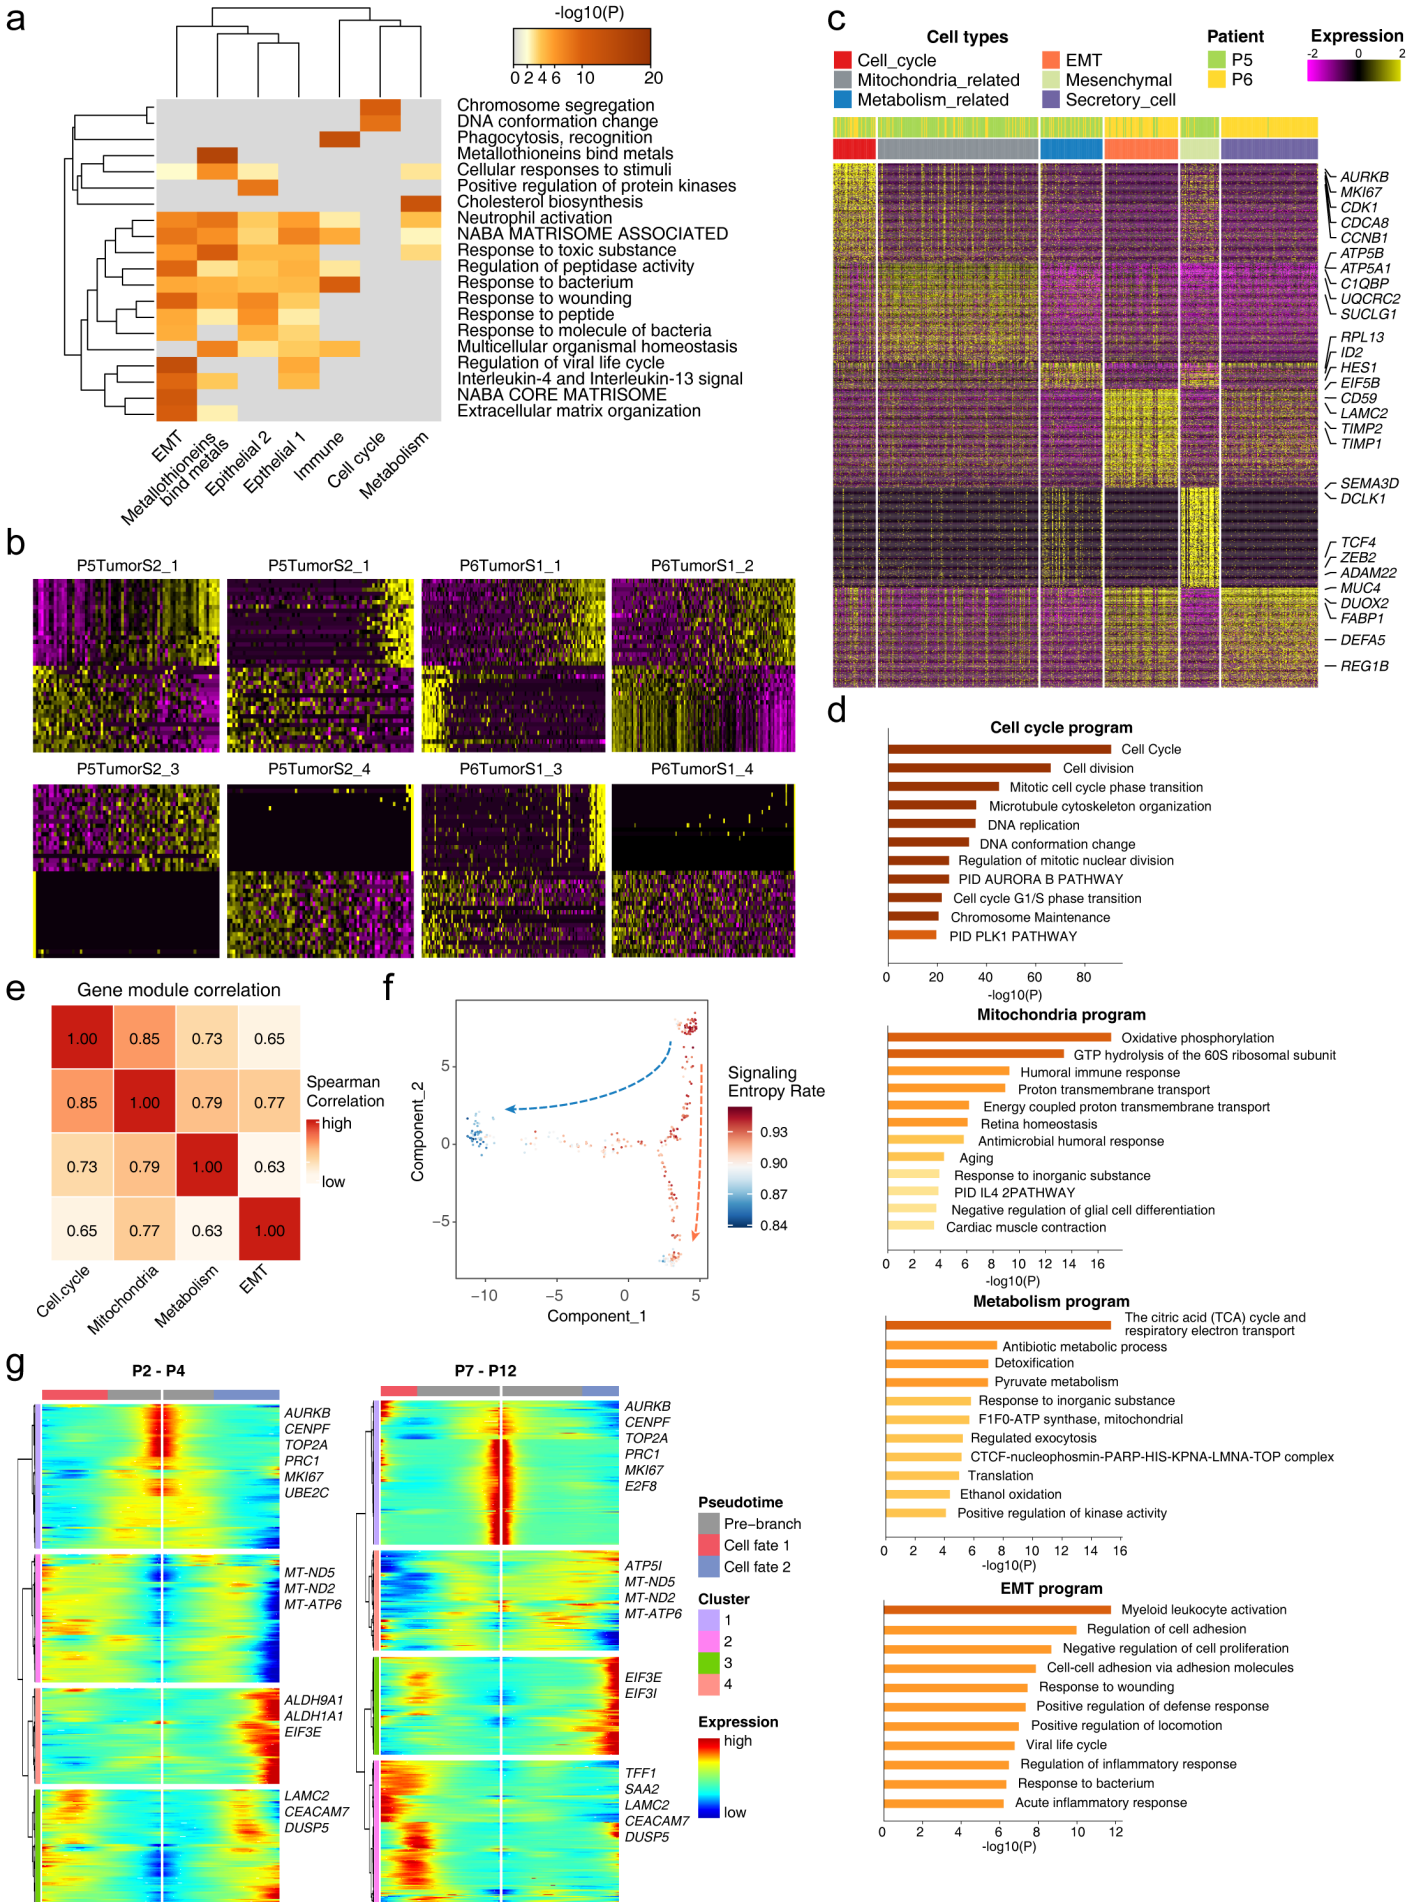 a
-log10(P)
0 2 4 6 10 20
Chromosome segregation
DNA conformation change
Phagocytosis, recognition
Metallothioneins bind metals
Cellular responses to stimuli
Positive regulation of protein kinases
Cholesterol biosynthesis
Neutrophil activation
NABA MATRISOME ASSOCIATED
Response to toxic substance
Regulation of peptidase activity
Response to bacterium
Response to wounding
Response to peptide
Response to molecule of bacteria
Multicellular organismal homeostasis
Regulation of viral life cycle
Interleukin-4 and Interleukin-13 signal
NABA CORE MATRISOME
Extracellular matrix organization
EMT
Metallothioneins
bind metals
Epithelial 2
Epthelial 1
Immune
Cell cycle
Metabolism
b
P5TumorS2_1
P5TumorS2_1
P6TumorS1_1
P6TumorS1_2
P5TumorS2_3
P5TumorS2_4
P6TumorS1_3
P6TumorS1_4
c
Cell types
Cell_cycle
Mitochondria_related
Metabolism_related
EMT
Mesenchymal
Secretory_cell
Patient
P5
P6
Expression
-2 0 2
AURKB
MKI67
CDK1
CDCA8
CCNB1
ATP5B
ATP5A1
C1QBP
UQCRC2
SUCLG1
RPL13
ID2
HES1
EIF5B
CD59
LAMC2
TIMP2
TIMP1
SEMA3D
DCLK1
TCF4
ZEB2
ADAM22
MUC4
DUOX2
FABP1
DEFA5
REG1B
d
Cell cycle program
Cell Cycle
Cell division
Mitotic cell cycle phase transition
Microtubule cytoskeleton organization
DNA replication
DNA conformation change
Regulation of mitotic nuclear division
PID AURORA B PATHWAY
Cell cycle G1/S phase transition
Chromosome Maintenance
PID PLK1 PATHWAY
0 20 40 60 80
-log10(P)
Mitochondria program
Oxidative phosphorylation
GTP hydrolysis of the 60S ribosomal subunit
Humoral immune response
Proton transmembrane transport
Energy coupled proton transmembrane transport
Retina homeostasis
Antimicrobial humoral response
Aging
Response to inorganic substance
PID IL4 2PATHWAY
Negative regulation of glial cell differentiation
Cardiac muscle contraction
0 2 4 6 8 10 12 14 16
-log10(P)
Metabolism program
The citric acid (TCA) cycle and
respiratory electron transport
Antibiotic metabolic process
Detoxification
Pyruvate metabolism
Response to inorganic substance
F1F0-ATP synthase, mitochondrial
Regulated exocytosis
CTCF-nucleophosmin-PARP-HIS-KPNA-LMNA-TOP complex
Translation
Ethanol oxidation
Positive regulation of kinase activity
0 2 4 6 8 10 12 14 16
-log10(P)
EMT program
Myeloid leukocyte activation
Regulation of cell adhesion
Negative regulation of cell proliferation
Cell-cell adhesion via adhesion molecules
Response to wounding
Positive regulation of defense response
Positive regulation of locomotion
Viral life cycle
Regulation of inflammatory response
Response to bacterium
Acute inflammatory response
0 2 4 6 8 10 12
-log10(P)
e
Gene module correlation
1.00 0.85 0.73 0.65
0.85 1.00 0.79 0.77
0.73 0.79 1.00 0.63
0.65 0.77 0.63 1.00
Cell.cycle
Mitochondria
Metabolism
EMT
Spearman
Correlation
high
low
f
Component_2
5
0
−5
−10 −5 0 5
Component_1
Signaling
Entropy Rate
0.93
0.90
0.87
0.84
g
P2 - P4
AURKB
CENPF
TOP2A
PRC1
MKI67
UBE2C
MT-ND5
MT-ND2
MT-ATP6
ALDH9A1
ALDH1A1
EIF3E
LAMC2
CEACAM7
DUSP5
P7 - P12
AURKB
CENPF
TOP2A
PRC1
MKI67
E2F8
ATP5I
MT-ND5
MT-ND2
MT-ATP6
EIF3E
EIF3I
TFF1
SAA2
LAMC2
CEACAM7
DUSP5
Pseudotime
Pre−branch
Cell fate 1
Cell fate 2
Cluster
1
2
3
4
Expression
high
low